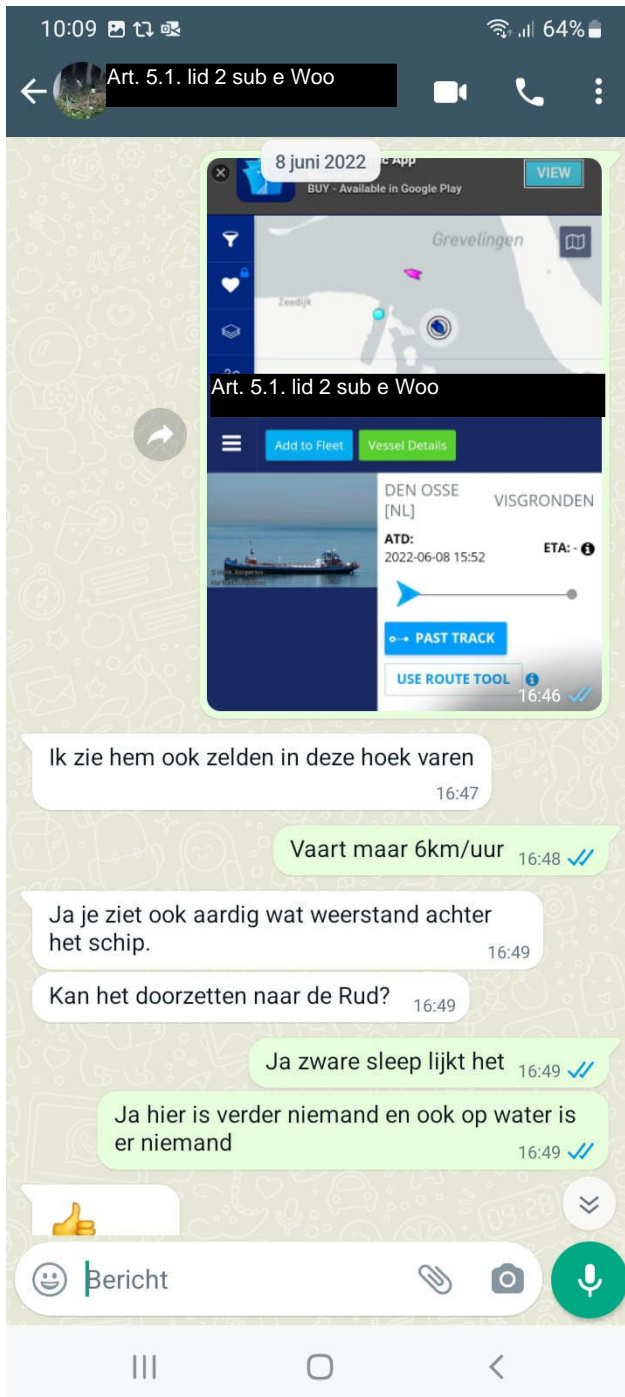 10:09
64%
Art. 5.1. lid 2 sub e Woo
8 juni 2022
App
VIEW
BUY - Available in Google Play
Grevelingen
Zeedijk
Art. 5.1. lid 2 sub e Woo
Add to Fleet
Vessel Details
DEN OSSE
[NL]
VISGRONDEN
ATD:
2022-06-08 15:52
ETA: -
PAST TRACK
USE ROUTE TOOL
16:46
Ik zie hem ook zelden in deze hoek varen
16:47
Vaart maar 6km/uur 16:48
Ja je ziet ook aardig wat weerstand achter
het schip.
16:49
Kan het doorzetten naar de Rud? 16:49
Ja zware sleep lijkt het 16:49
Ja hier is verder niemand en ook op water is
er niemand
16:49
Bericht